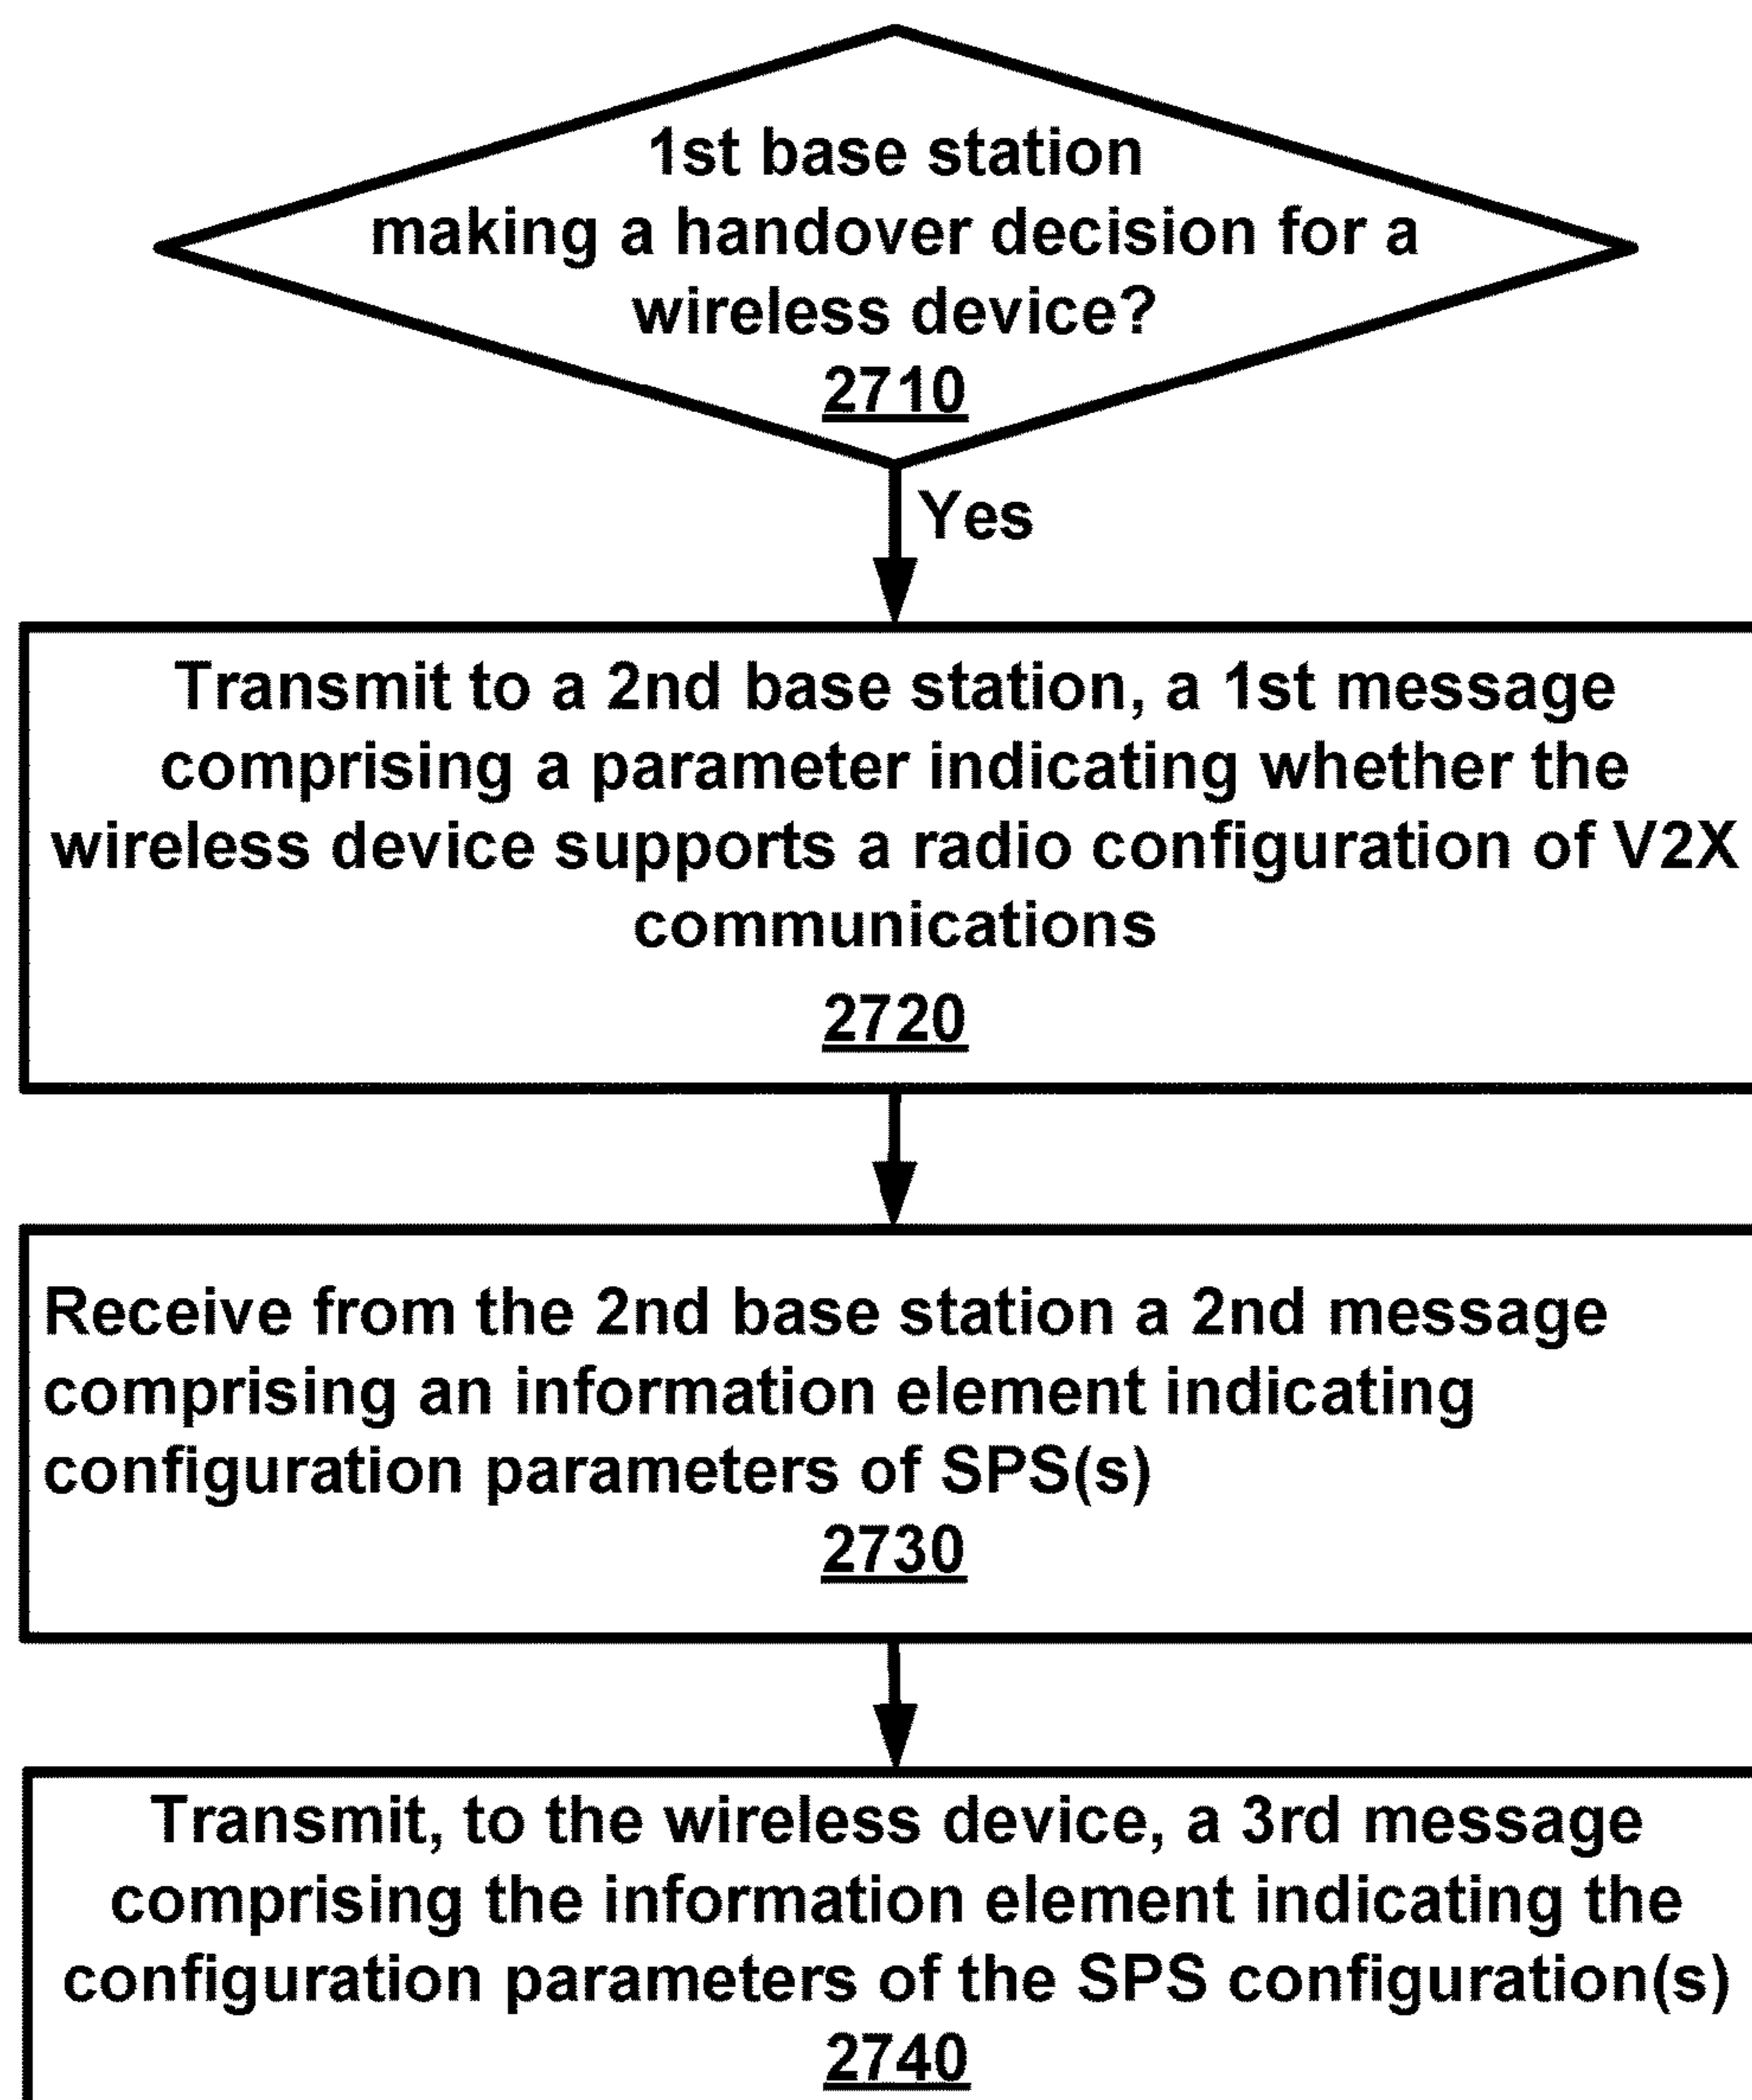 1st base station
making a handover decision for a
wireless device?
2710
Yes
Transmit to a 2nd base station, a 1st message
comprising a parameter indicating whether the
wireless device supports a radio configuration of V2X
communications
2720
Receive from the 2nd base station a 2nd message
comprising an information element indicating
configuration parameters of SPS(s)
2730
Transmit, to the wireless device, a 3rd message
comprising the information element indicating the
configuration parameters of the SPS configuration(s)
2740